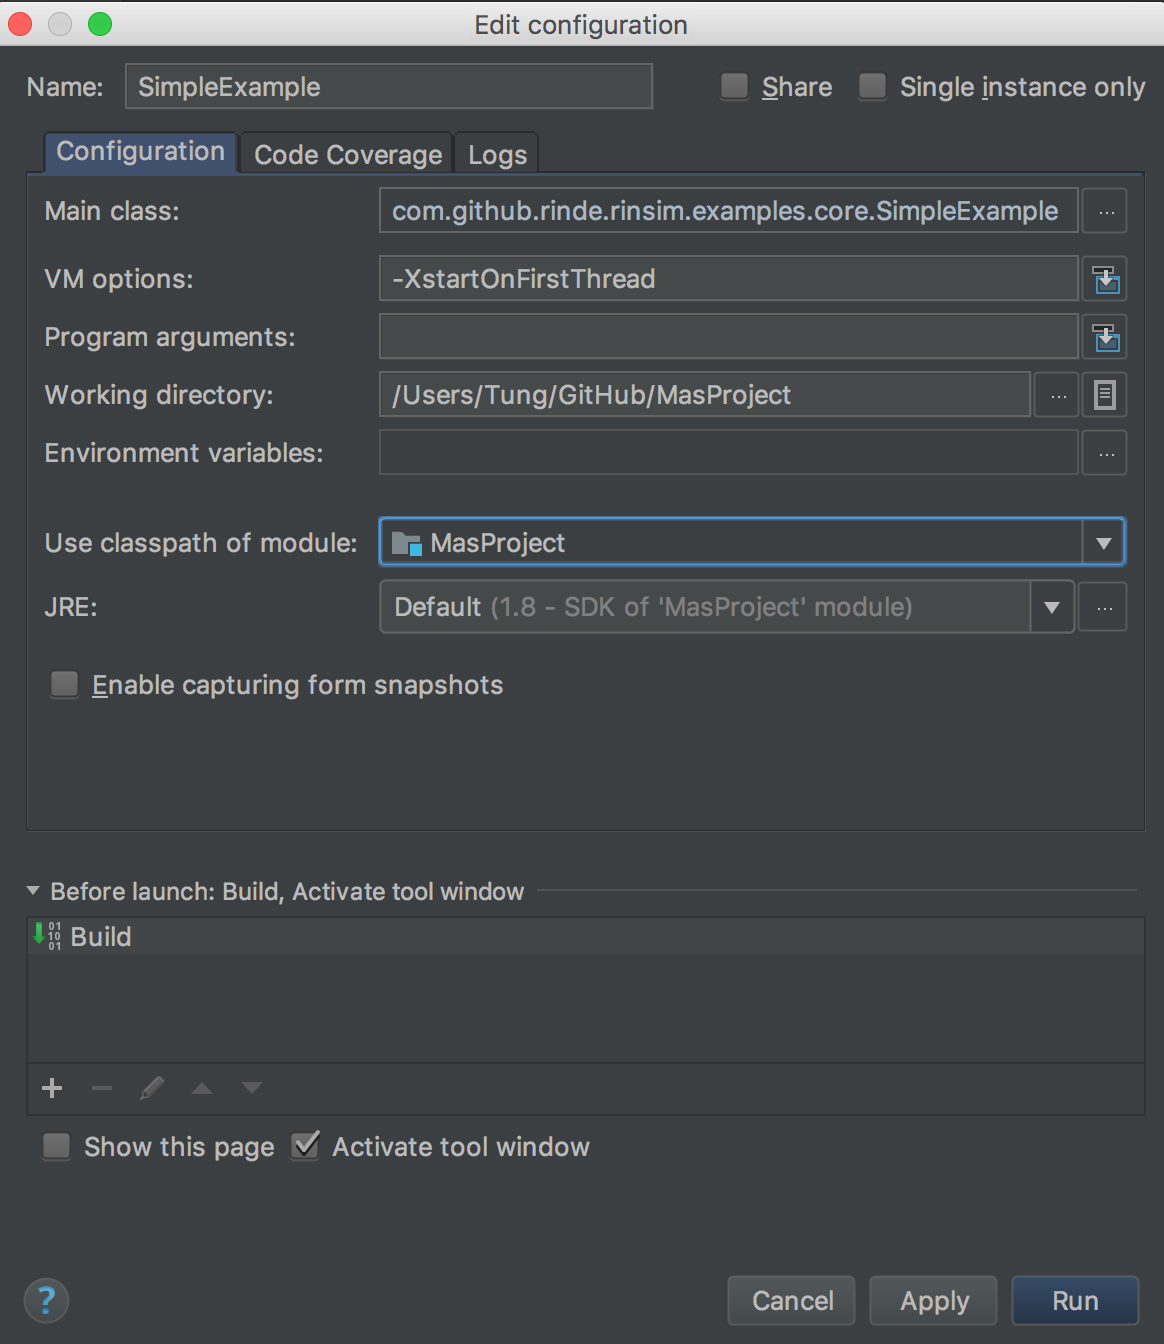 Edit configuration
Name: SimpleExample Share Single instance only
Configuration Code Coverage Logs
Main class: com.github.rinde.rinsim.examples.core.SimpleExample ...
VM options: -XstartOnFirstThread
Program arguments:
Working directory: /Users/Tung/GitHub/MasProject ...
Environment variables: ...
Use classpath of module: MasProject
JRE: Default (1.8 - SDK of 'MasProject' module) ...
Enable capturing form snapshots
Before launch: Build, Activate tool window
01
10
01
Build
Show this page Activate tool window
? Cancel Apply Run